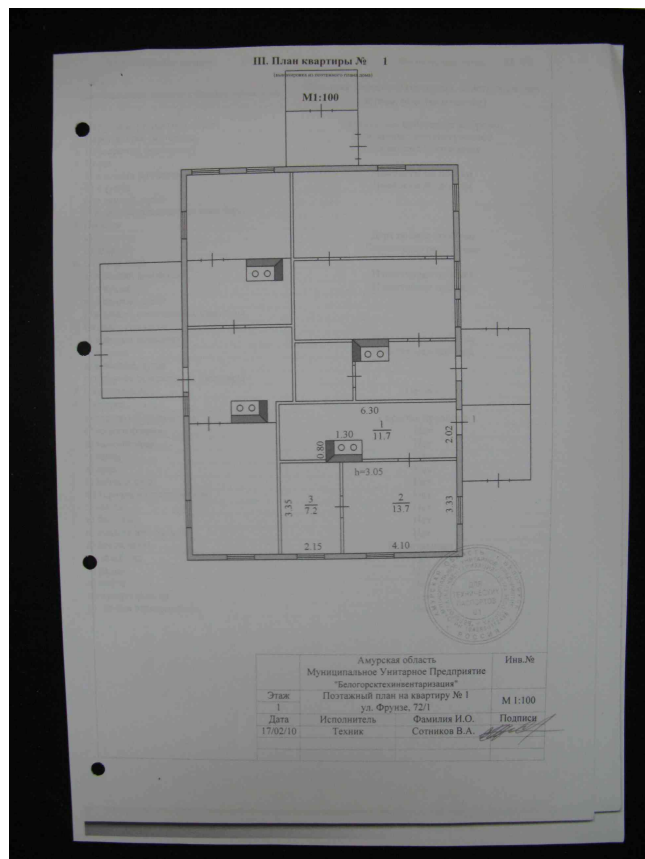 III. План квартиры № 1
М1:100
6.30
1
11.7
2.02
1.30
0.80
h=3.05
3.35
3
7.2
2
13.7
3.33
2.15
4.10
РОССИЯ
Амурская область
Инв.№
Муниципальное Унитарное Предприятие
"Белогорсктехинвентаризация"
Этаж
Поэтажный план на квартиру № 1
М 1:100
1
ул. Фрунзе, 72/1
Дата Исполнитель Фамилия И.О. Подписи
17/02/10 Техник Сотников В.А.